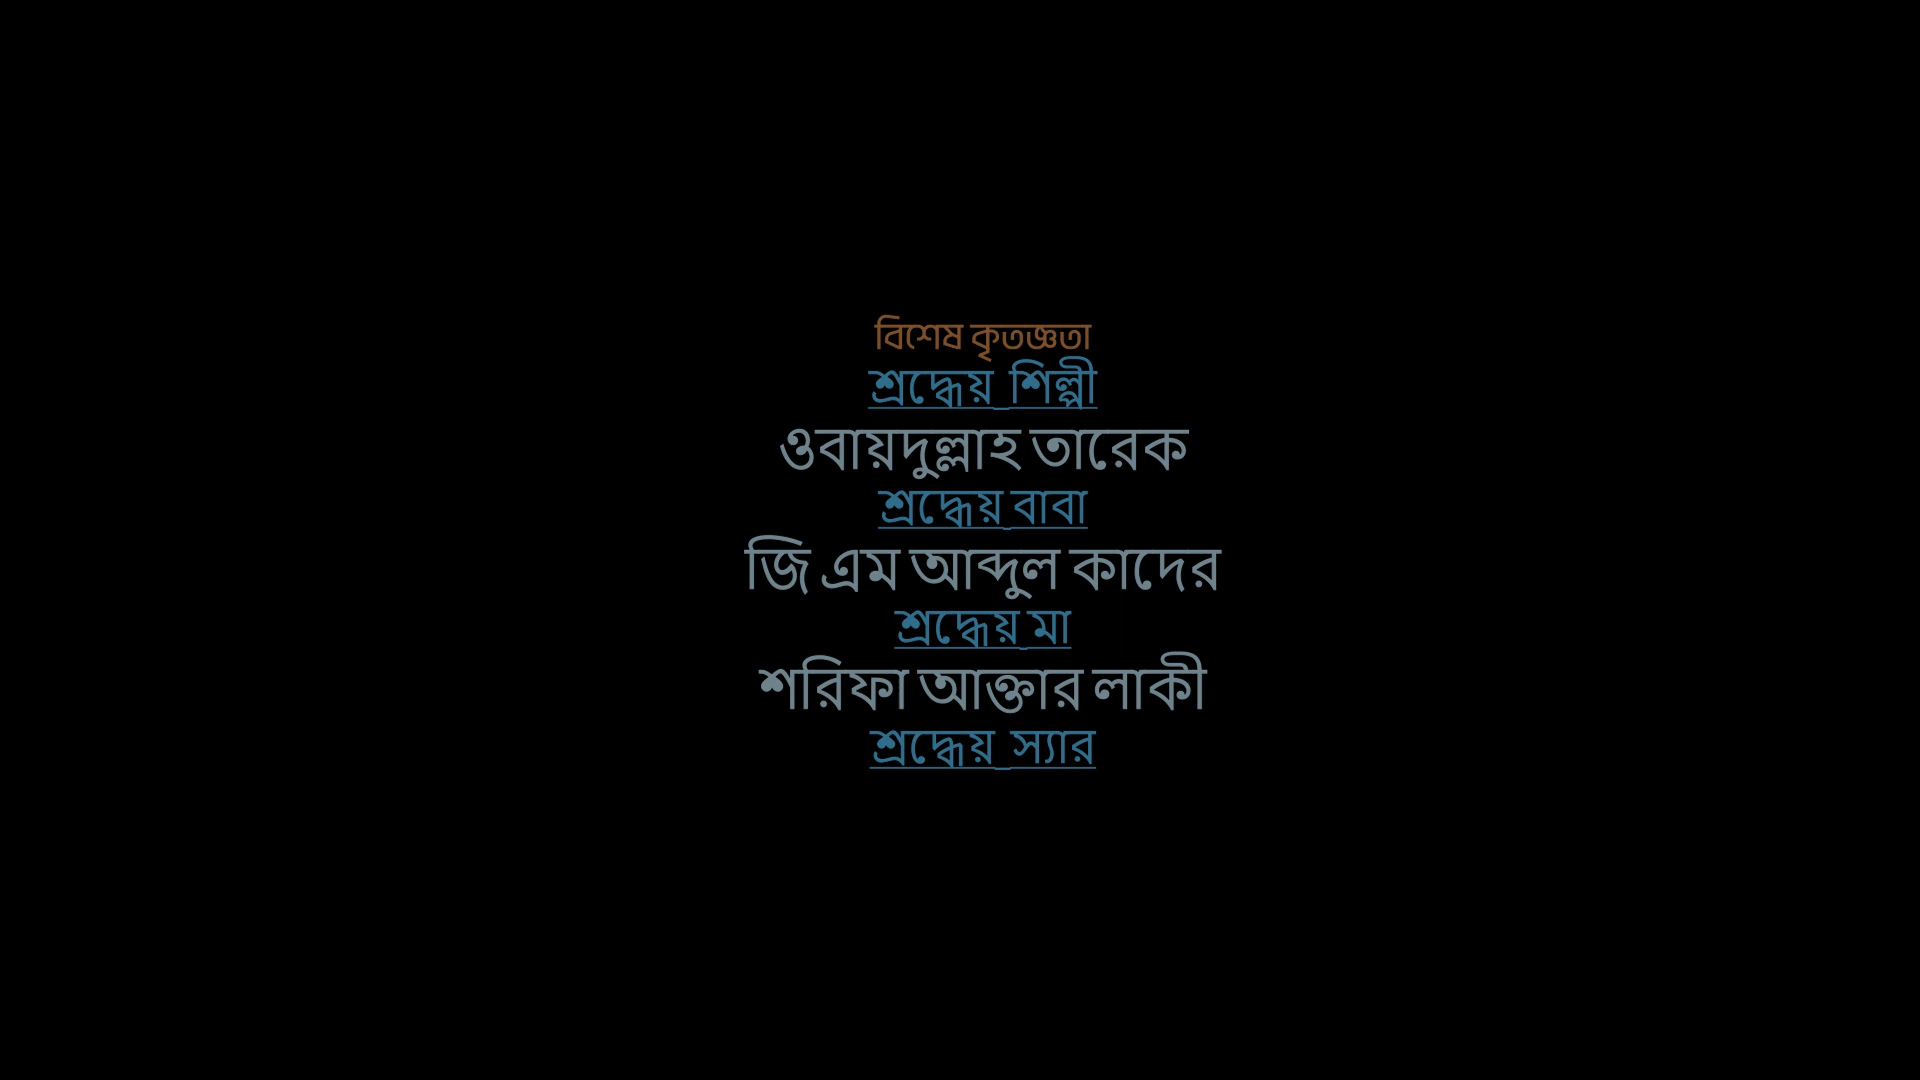 বিশেষ কৃতজ্ঞতা
শ্রদ্ধেয় শিল্পী
ওবায়দুল্লাহ তারেক
শ্রদ্ধেয় বাবা
জি এম আব্দুল কাদের
শ্রদ্ধেয় মা
শরিফা আক্তার লাকী
শ্রদ্ধেয় স্যার